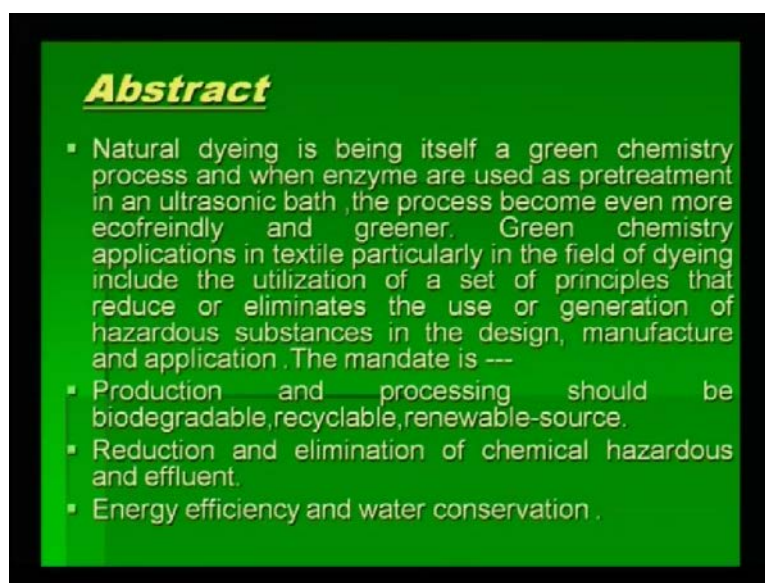 Abstract
▪ Natural dyeing is being itself a green chemistry
process and when enzyme are used as pretreatment
in an ultrasonic bath ,the process become even more
ecofreindly and greener. Green chemistry
applications in textile particularly in the field of dyeing
include the utilization of a set of principles that
reduce or eliminates the use or generation of
hazardous substances in the design, manufacture
and application .The mandate is ---
▪ Production and processing should be
biodegradable,recyclable,renewable-source.
▪ Reduction and elimination of chemical hazardous
and effluent.
▪ Energy efficiency and water conservation .